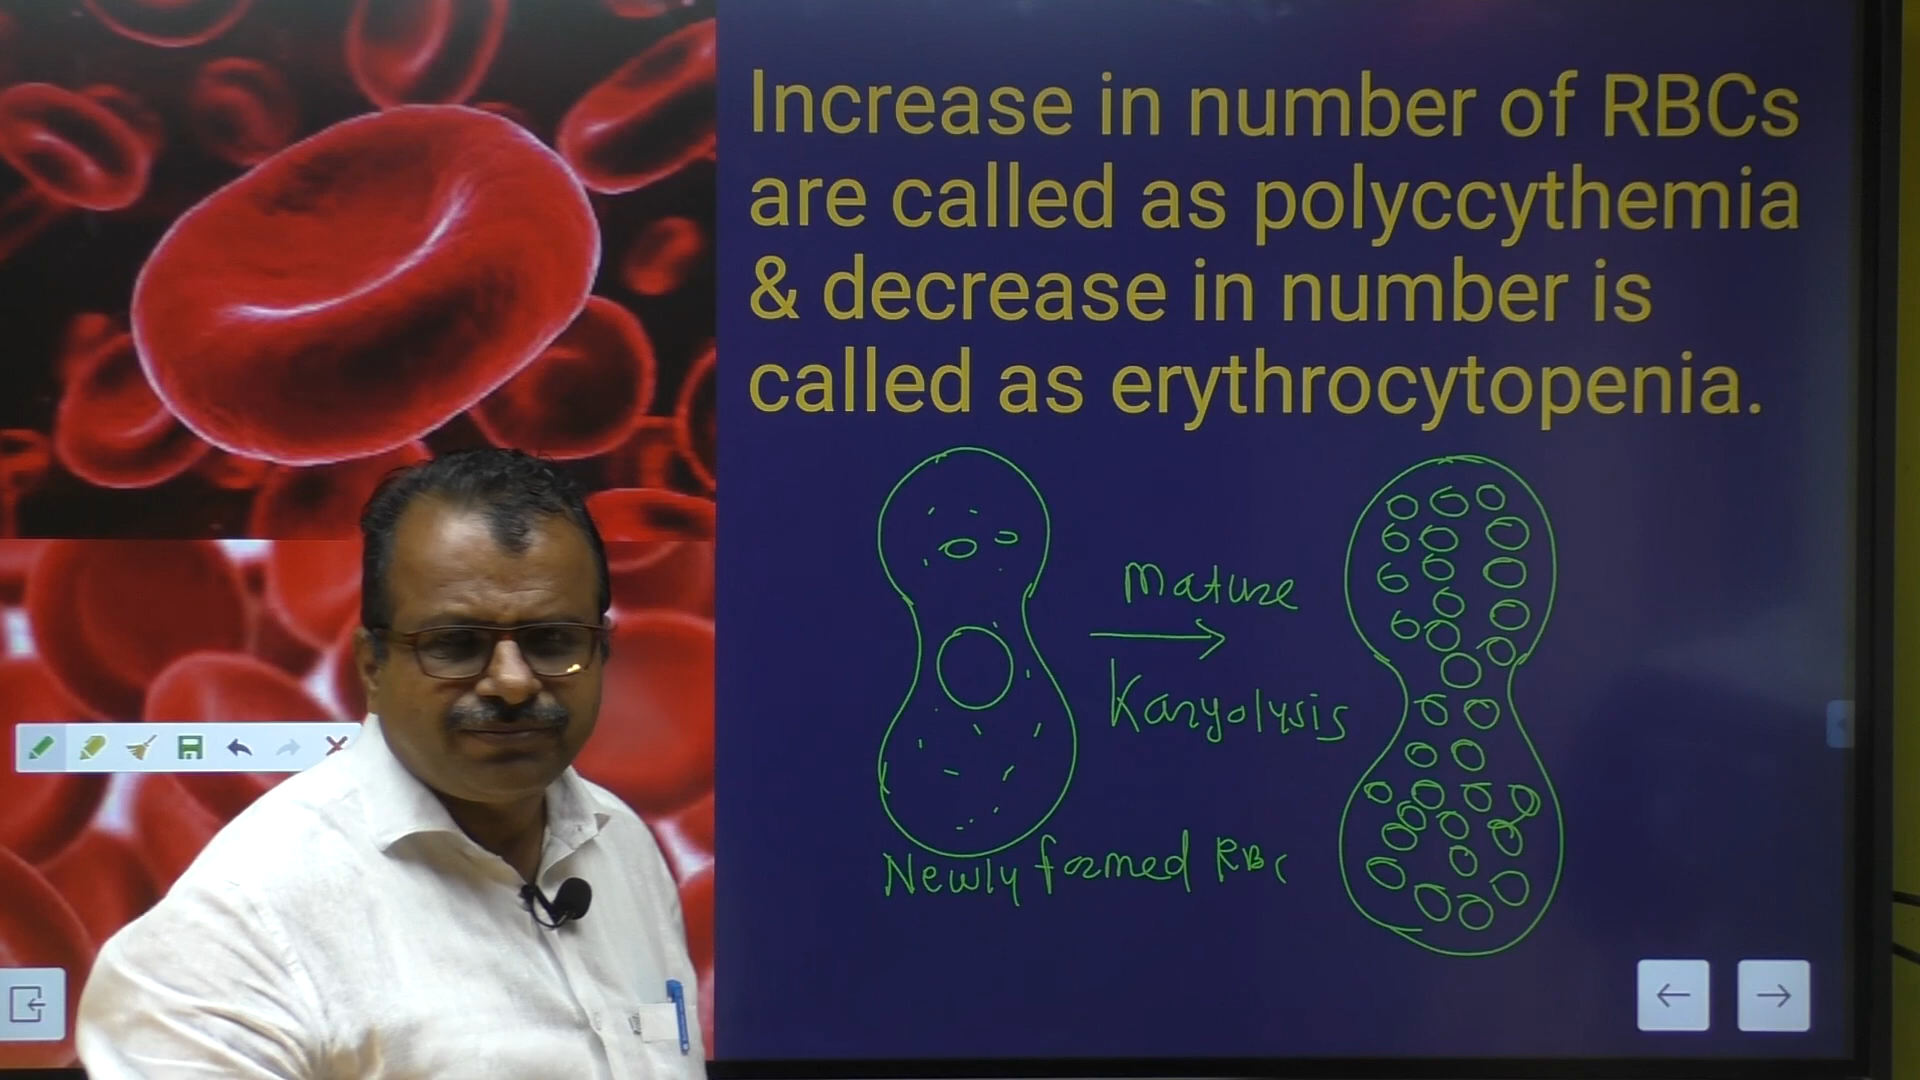 Increase in number of RBCs
are called as polyccythemia
& decrease in number is
called as erythrocytopenia.
Mature
Karyolysis
Newly formed RBC